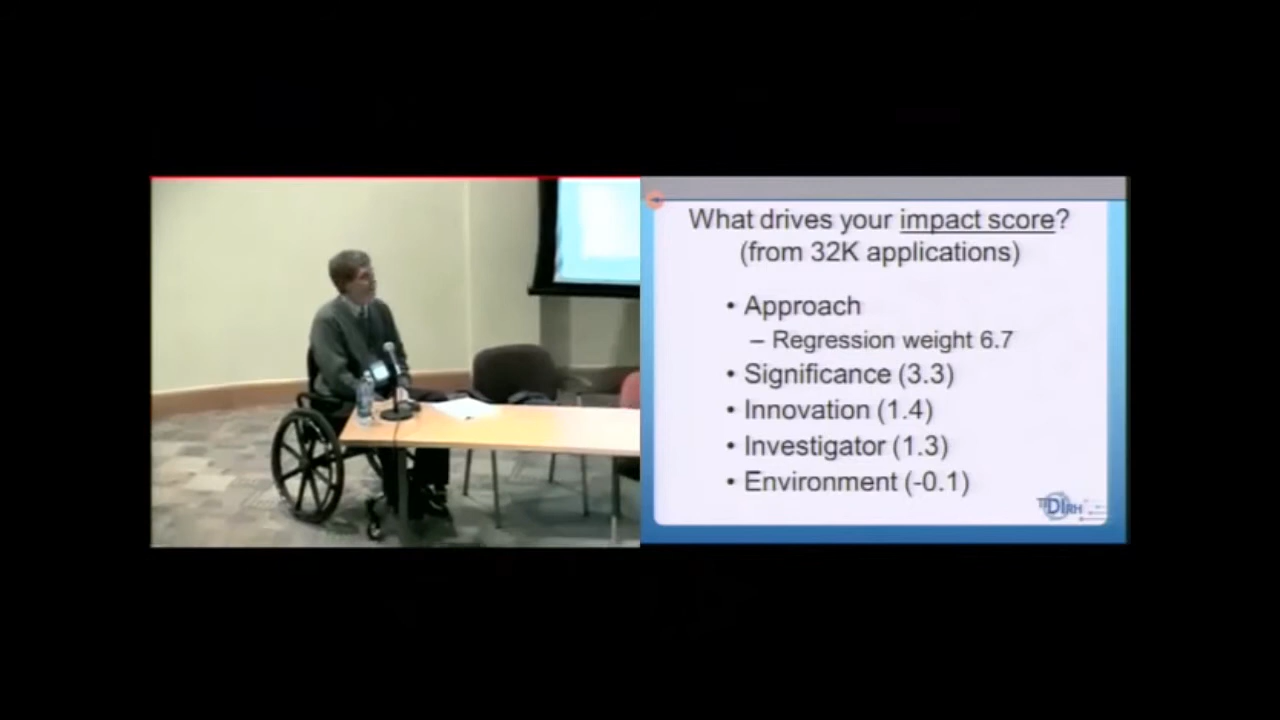 What drives your impact score?
(from 32K applications)
• Approach
– Regression weight 6.7
• Significance (3.3)
• Innovation (1.4)
• Investigator (1.3)
• Environment (-0.1)